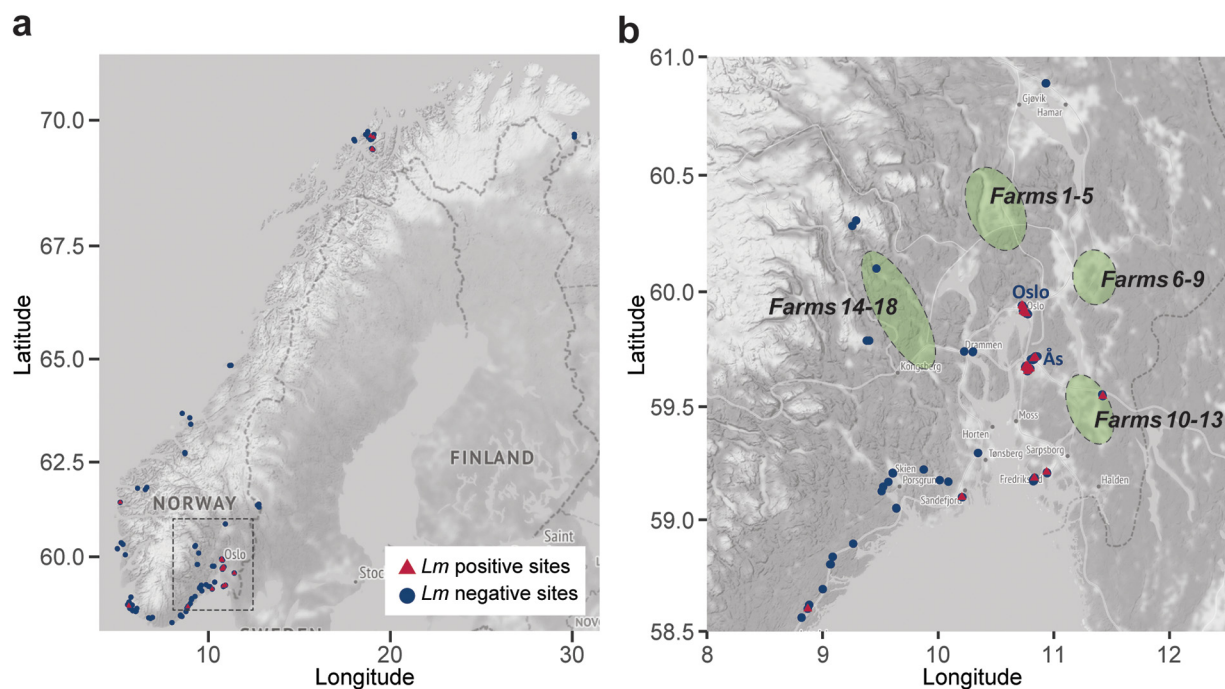 a
70.0
67.5
65.0
62.5
60.0
Latitude
10
20
30
Longitude
FINLAND
NORWAY
Oslo
Saint
Lm positive sites
Lm negative sites
b
61.0
60.5
60.0
59.5
59.0
58.5
Latitude
8
9
10
11
12
Longitude
Gjøvik
Hamar
Farms 1-5
Farms 6-9
Oslo
Oslo
Farms 14-18
Drammen
Ås
Kongsberg
Farms 10-13
Moss
Horten
Tønsberg
Sarpsborg
Skien
Porsgrun
Halden
Sandefjord